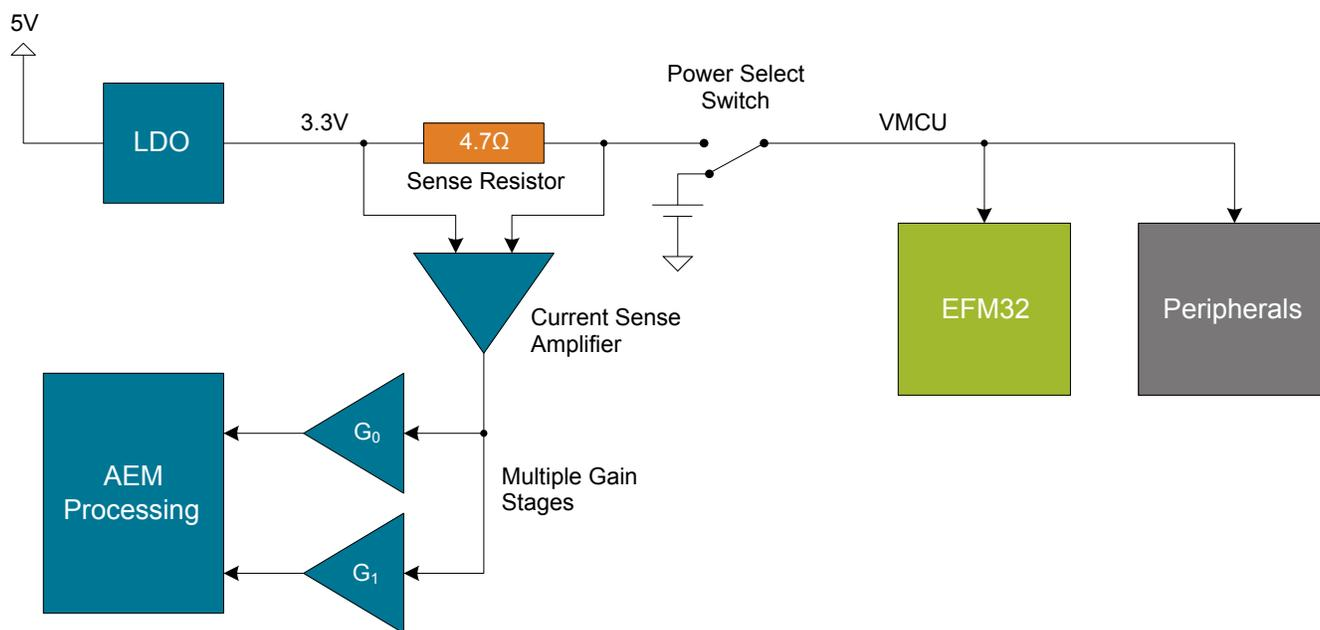 5V
Power Select
Switch
LDO
3.3V
4.7Ω
VMCU
Sense Resistor
EFM32
Peripherals
Current Sense
Amplifier
G₀
AEM
Processing
Multiple Gain
Stages
G₁